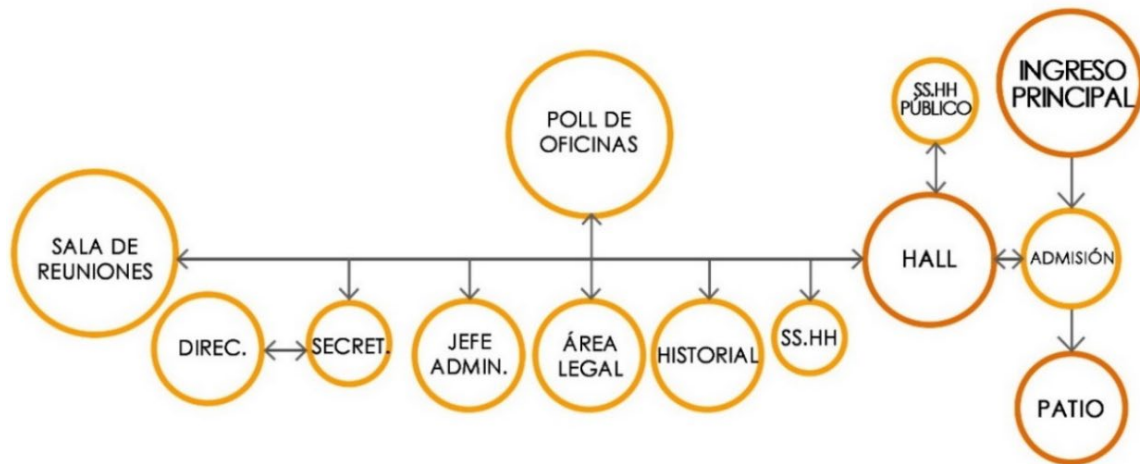 INGRESO
PRINCIPAL
SS.HH
PÚBLICO
POLL DE
OFICINAS
SALA DE
REUNIONES
HALL
ADMISIÓN
DIREC.
SECRET.
JEFE
ADMIN.
ÁREA
LEGAL
HISTORIAL
SS.HH
PATIO